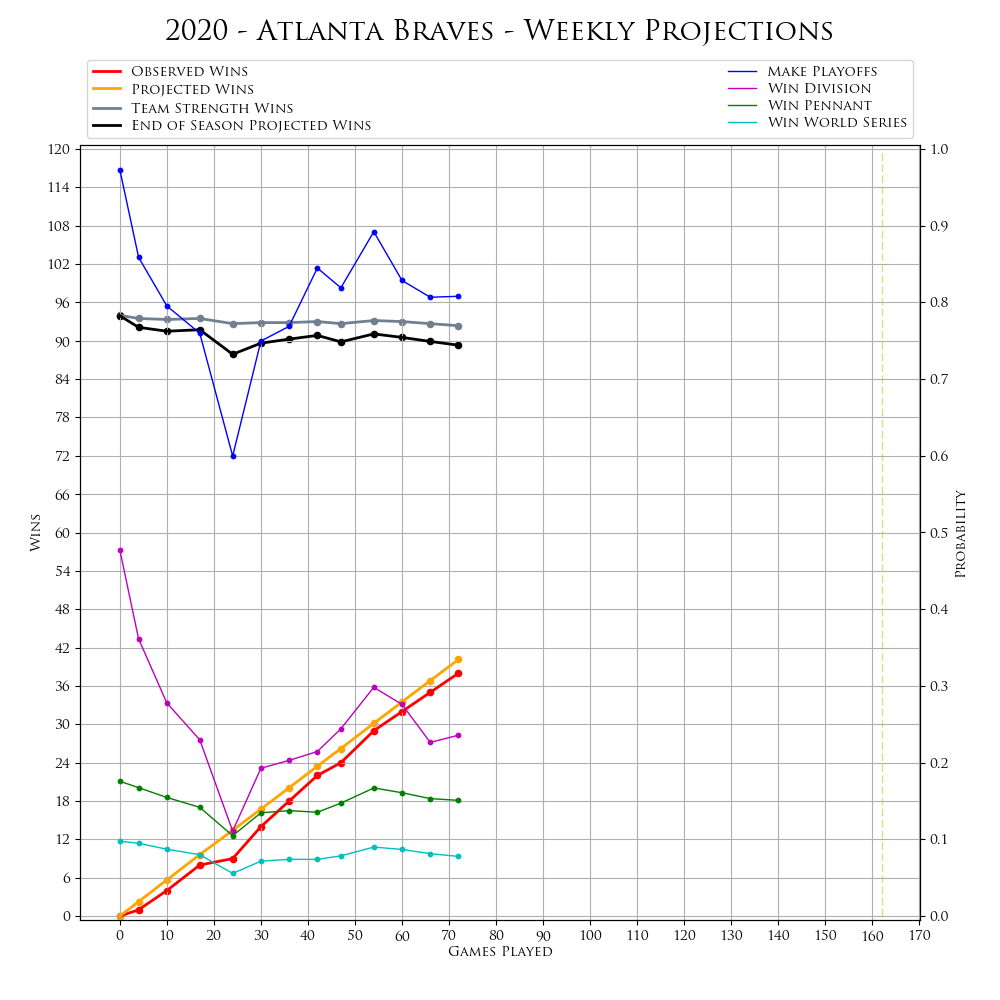 2020 - Atlanta Braves - Weekly Projections
Observed Wins
Projected Wins
Team Strength Wins
End of Season Projected Wins
Make Playoffs
Win Division
Win Pennant
Win World Series
120
114
108
102
96
90
84
78
72
66
60
54
48
42
36
30
24
18
12
6
0
Wins
1.0
0.9
0.8
0.7
0.6
0.5
0.4
0.3
0.2
0.1
0.0
Probability
0 10 20 30 40 50 60 70 80 90 100 110 120 130 140 150 160 170
Games Played